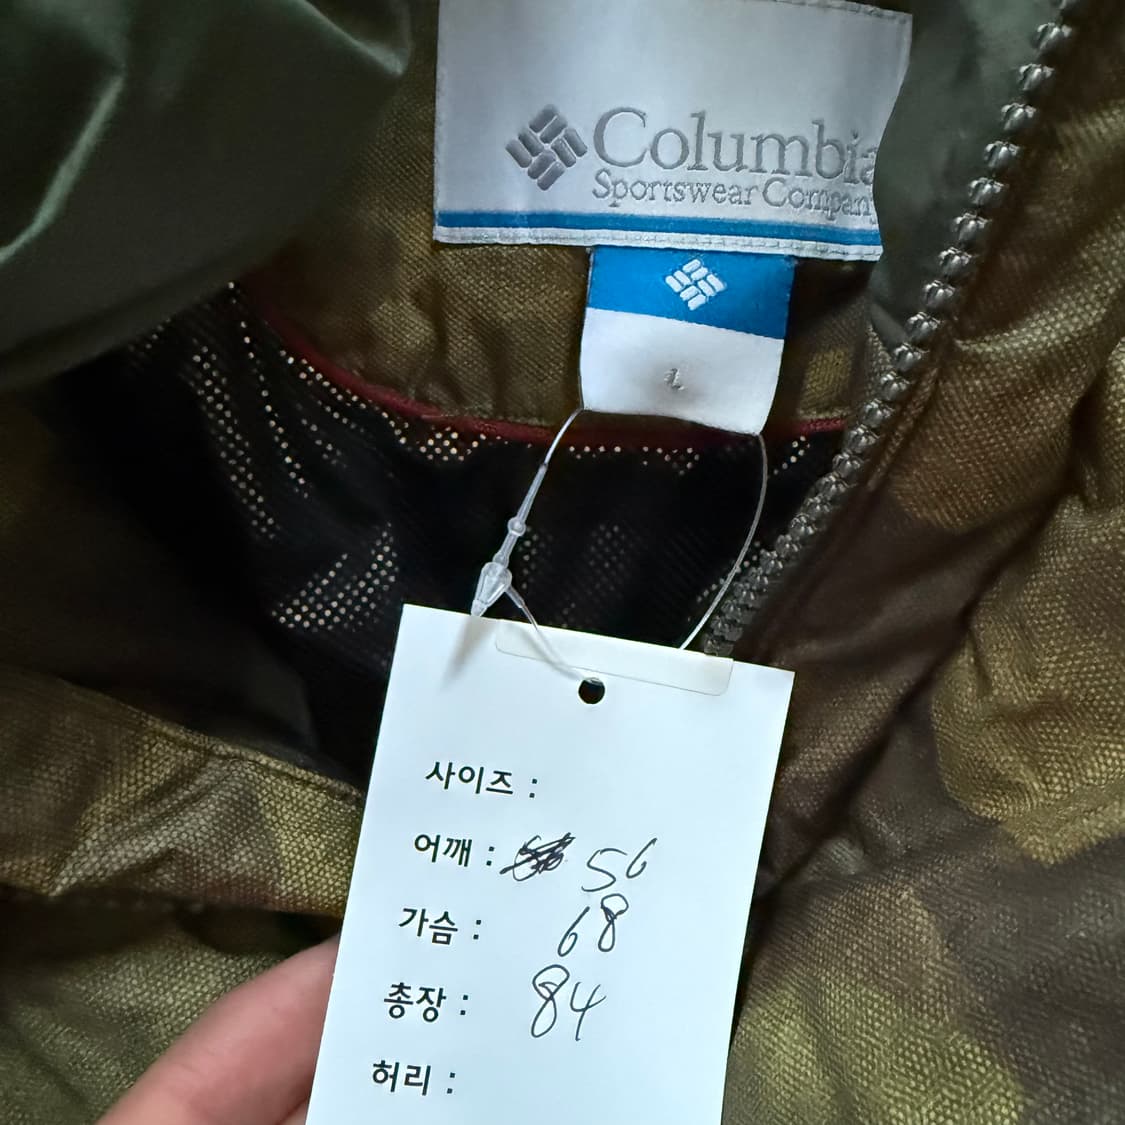 Columbia
Sportswear Company
L
사이즈 :
어깨 : 56
가슴 : 68
총장 : 84
허리 :